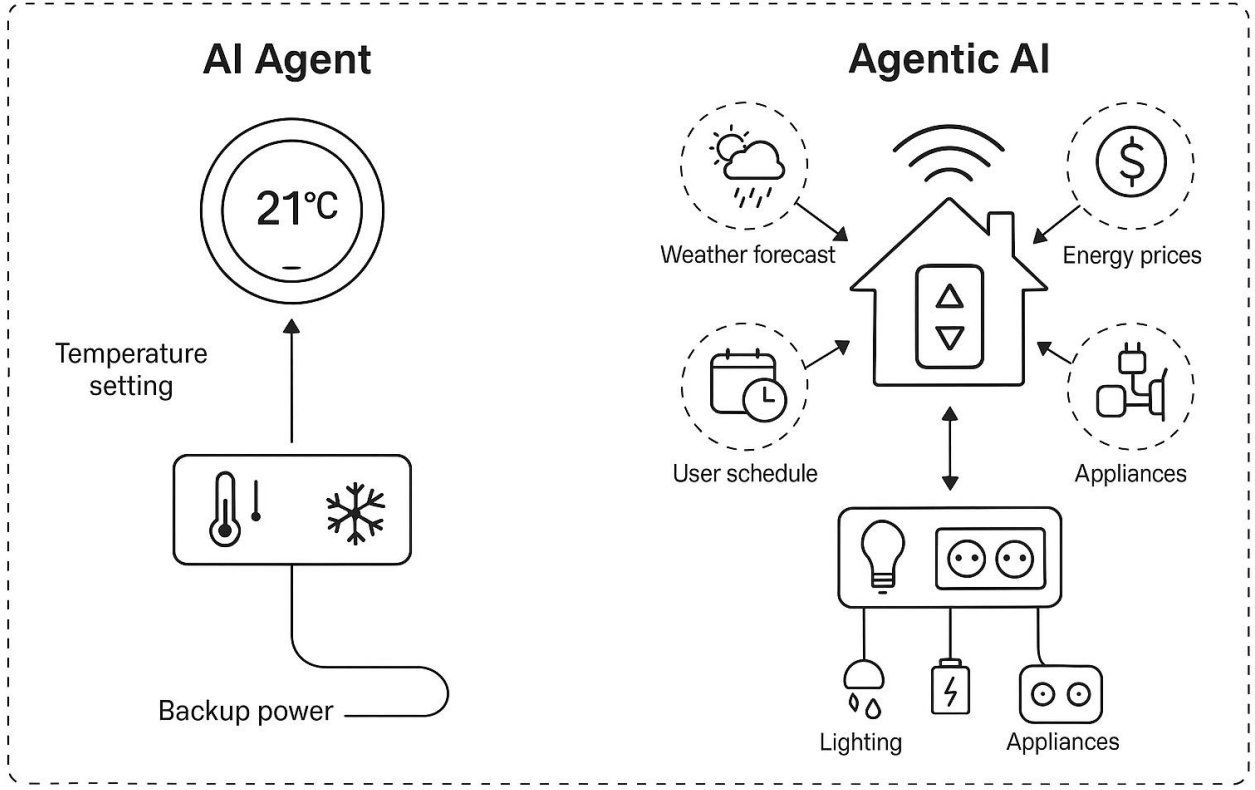 AI Agent
21°C
Temperature
setting
Backup power
Agentic AI
$
Weather forecast
Energy prices
User schedule
Appliances
Lighting
Appliances